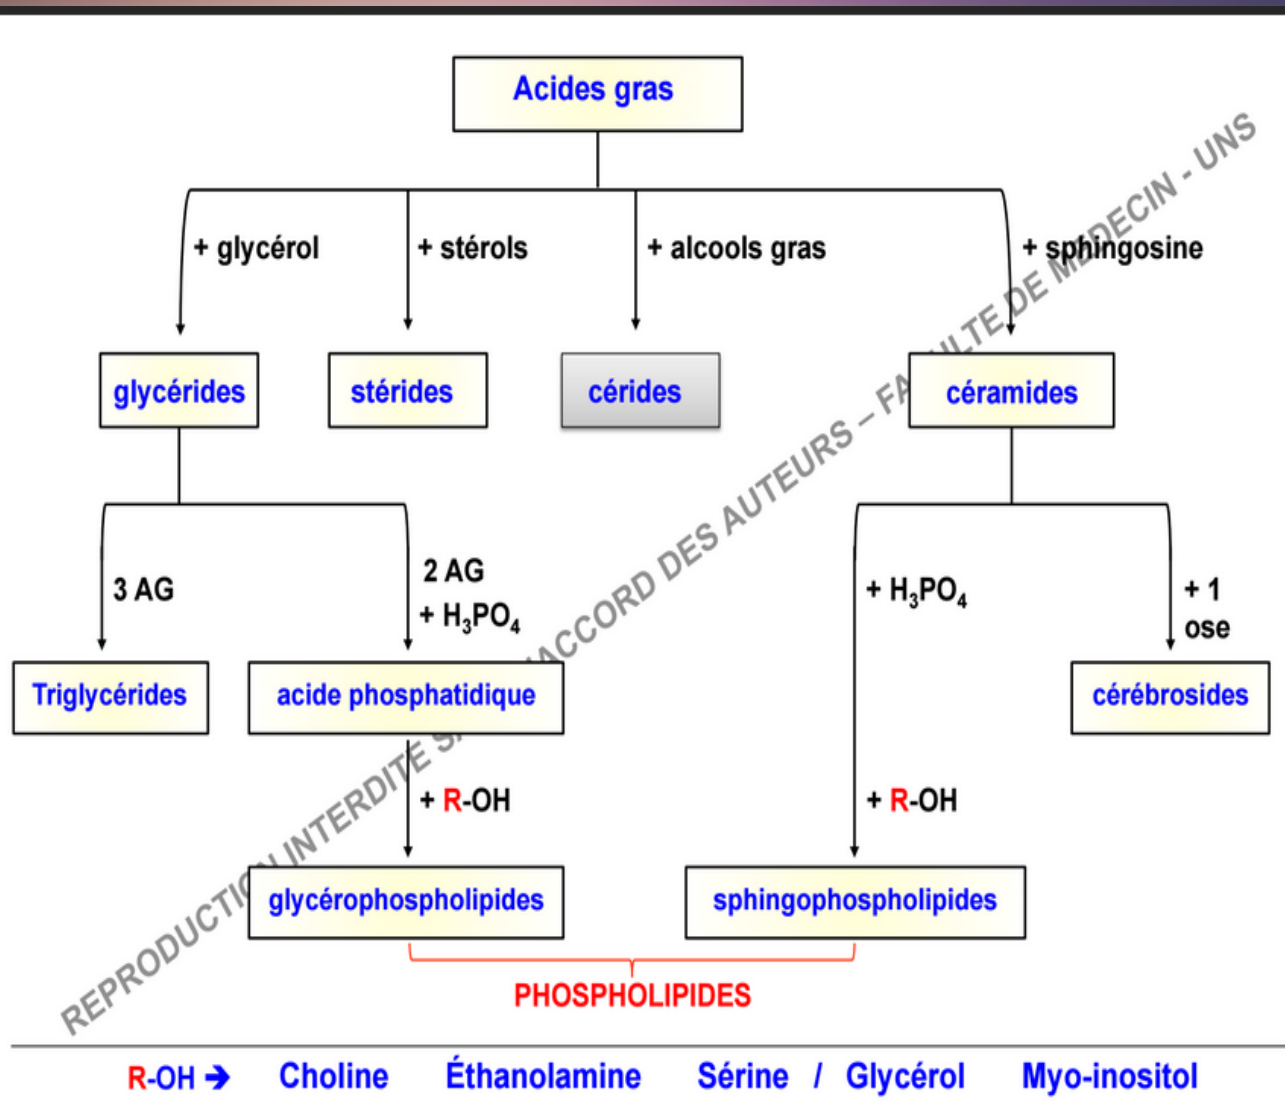 Acides gras
+ glycérol
+ stérols
+ alcools gras
+ sphingosine
glycérides
stérides
cérides
céramides
3 AG
2 AG
+ H₃PO₄
+ H₃PO₄
+ 1
ose
Triglycérides
acide phosphatidique
cérébrosides
+ R-OH
+ R-OH
glycérophospholipides
sphingophospholipides
PHOSPHOLIPIDES
R-OH ➔ Choline Éthanolamine Sérine / Glycérol Myo-inositol
REPRODUCTION INTERDITE ACCORD DES AUTEURS – DE MEDECIN - UNS